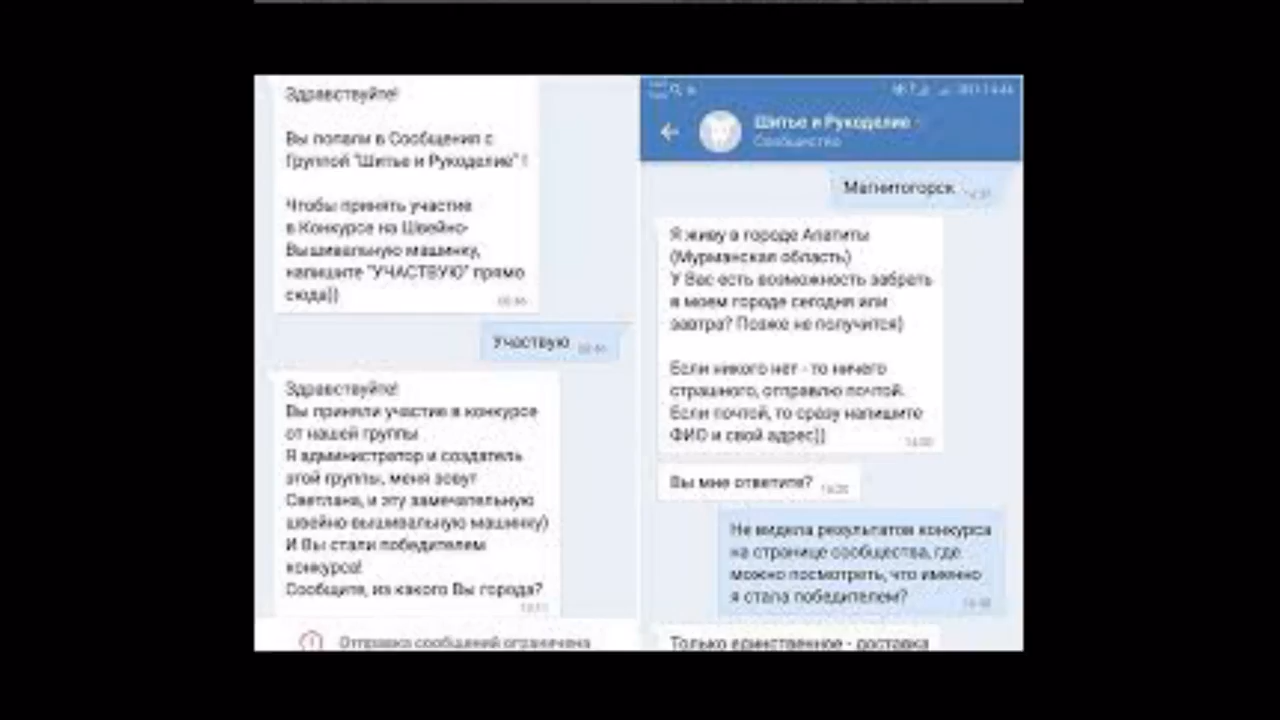 Здравствуйте!
Вы попали в Сообщения с
Группой "Шитье и Рукоделие" !
Чтобы принять участие
в Конкурсе на Швейно-
Вышивальную машинку,
напишите "УЧАСТВУЮ" прямо
сюда))
Участвую
Здравствуйте!
Вы приняли участие в конкурсе
от нашей группы
Я администратор и создатель
этой группы, меня зовут
Светлана, и эту замечательную
швейно вышивальную машинку)
И Вы стали победителем
конкурса!
Сообщите, из какого Вы города?
Отправка сообщений ограничена
Шитье и Рукоделие
Сообщество
Магнитогорск
Я живу в городе Апатиты
(Мурманская область)
У Вас есть возможность забрать
в моем городе сегодня или
завтра? Позже не получится)
Если никого нет - то ничего
страшного, отправлю почтой.
Если почтой, то сразу напишите
ФИО и свой адрес))
Вы мне ответите?
Не видела результатов конкурса
на странице сообщества, где
можно посмотреть, что именно
я стала победителем?
Только единственное - доставка